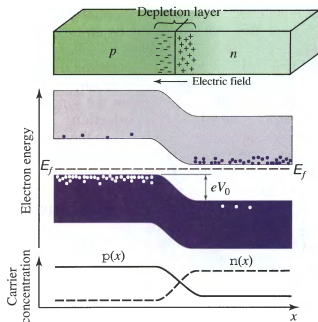 Depletion layer
p
n
Electric field
Electron energy
E_f
E_f
eV_0
Carrier
concentration
p(x)
n(x)
x